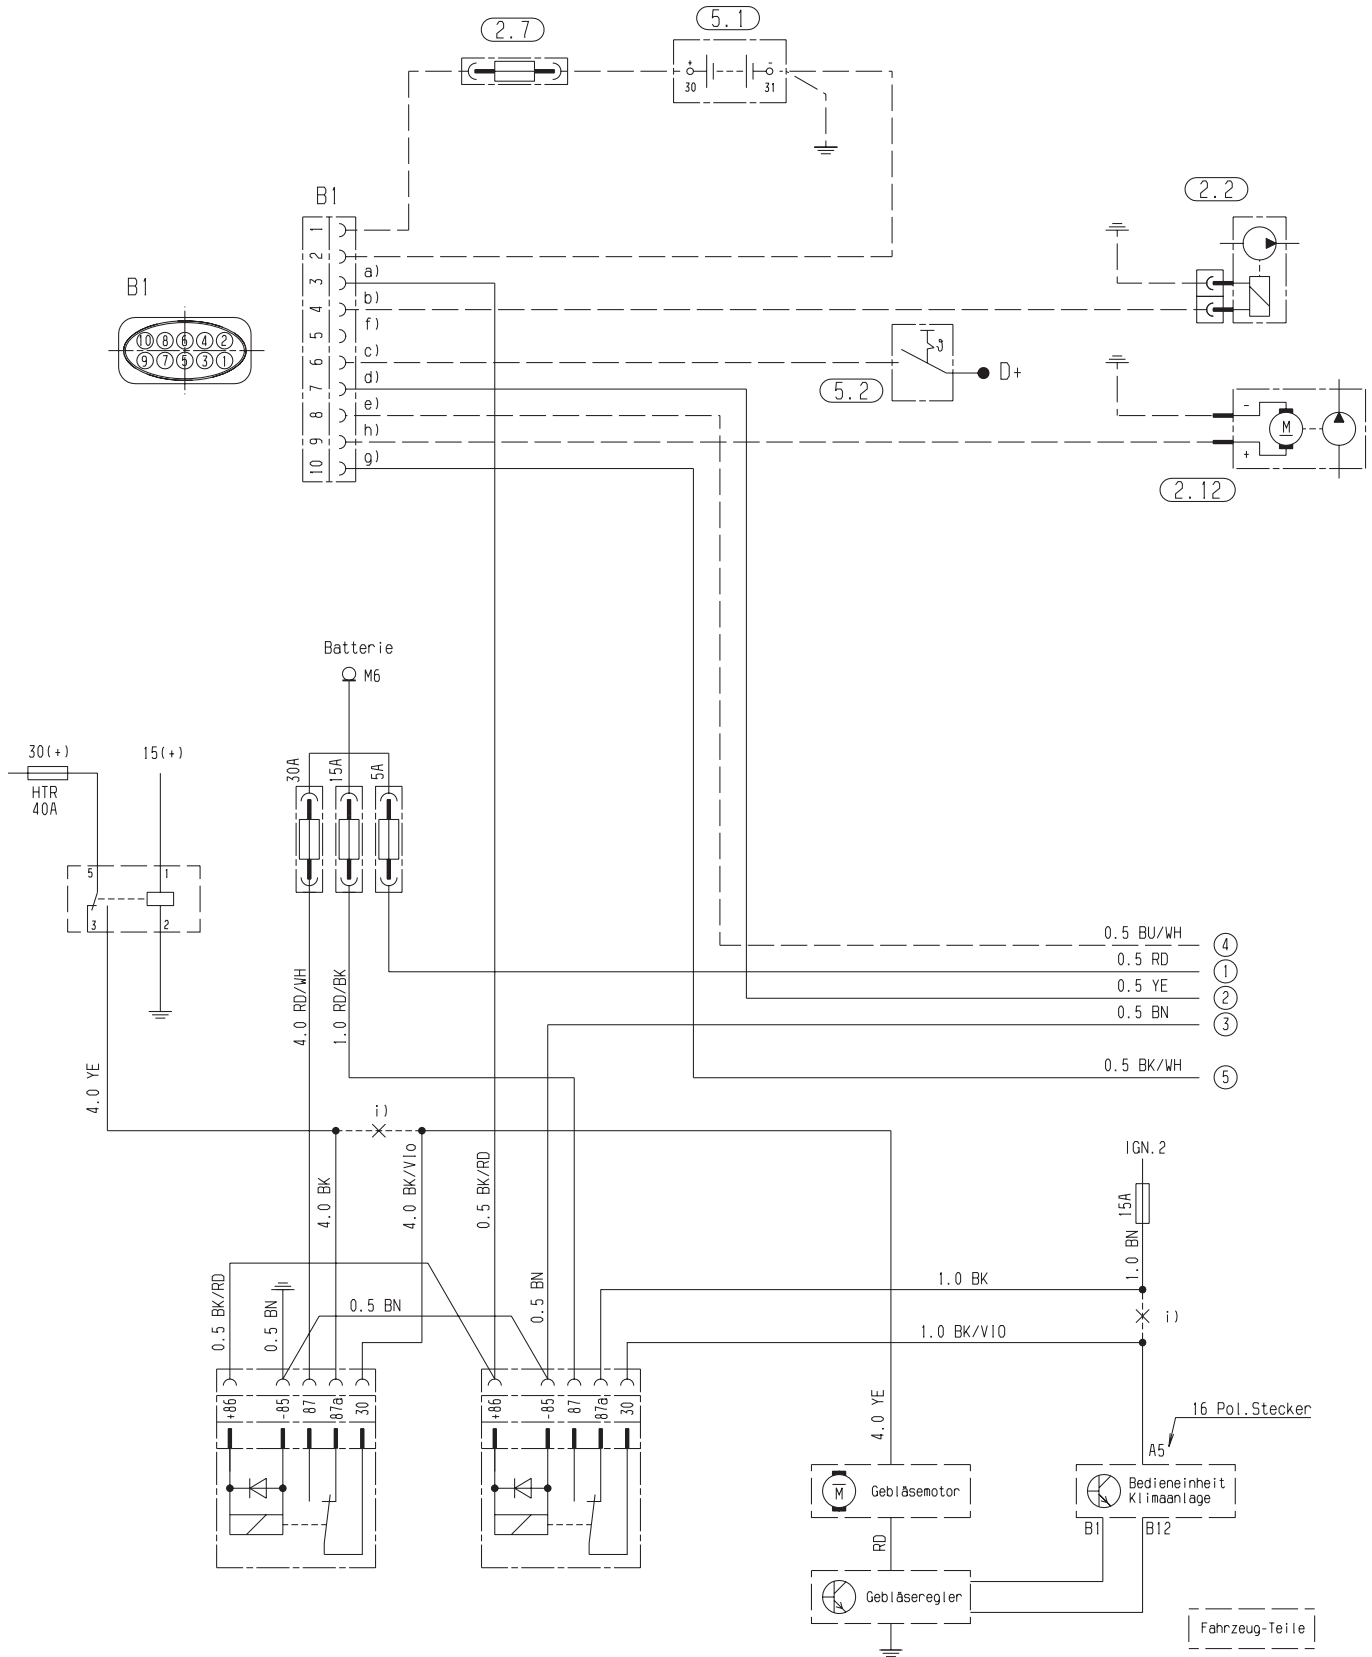 2.7
5.1
+
-
30
31
B1
1
2
3
4
5
6
7
8
9
10
a)
b)
f)
c)
d)
e)
h)
g)
B1
10 8 6 4 2
9 7 5 3 1
2.2
ϑ
D+
5.2
-
M
+
2.12
Batterie
M6
30(+)
15(+)
HTR
40A
30A
15A
5A
5
1
3
2
0.5 BU/WH
4
0.5 RD
1
0.5 YE
2
0.5 BN
3
0.5 BK/WH
5
4.0 RD/WH
1.0 RD/BK
4.0 YE
i)
4.0 BK
4.0 BK/VIO
0.5 BK/RD
IGN.2
15A
1.0 BN
0.5 BK/RD
0.5 BN
0.5 BN
0.5 BN
1.0 BK
i)
1.0 BK/VIO
+86
-85
87
87a
30
+86
-85
87
87a
30
4.0 YE
16 Pol.Stecker
A5
M
Gebläsemotor
Bedieneinheit
Klimaanlage
B1
B12
RD
Gebläseregler
Fahrzeug-Teile